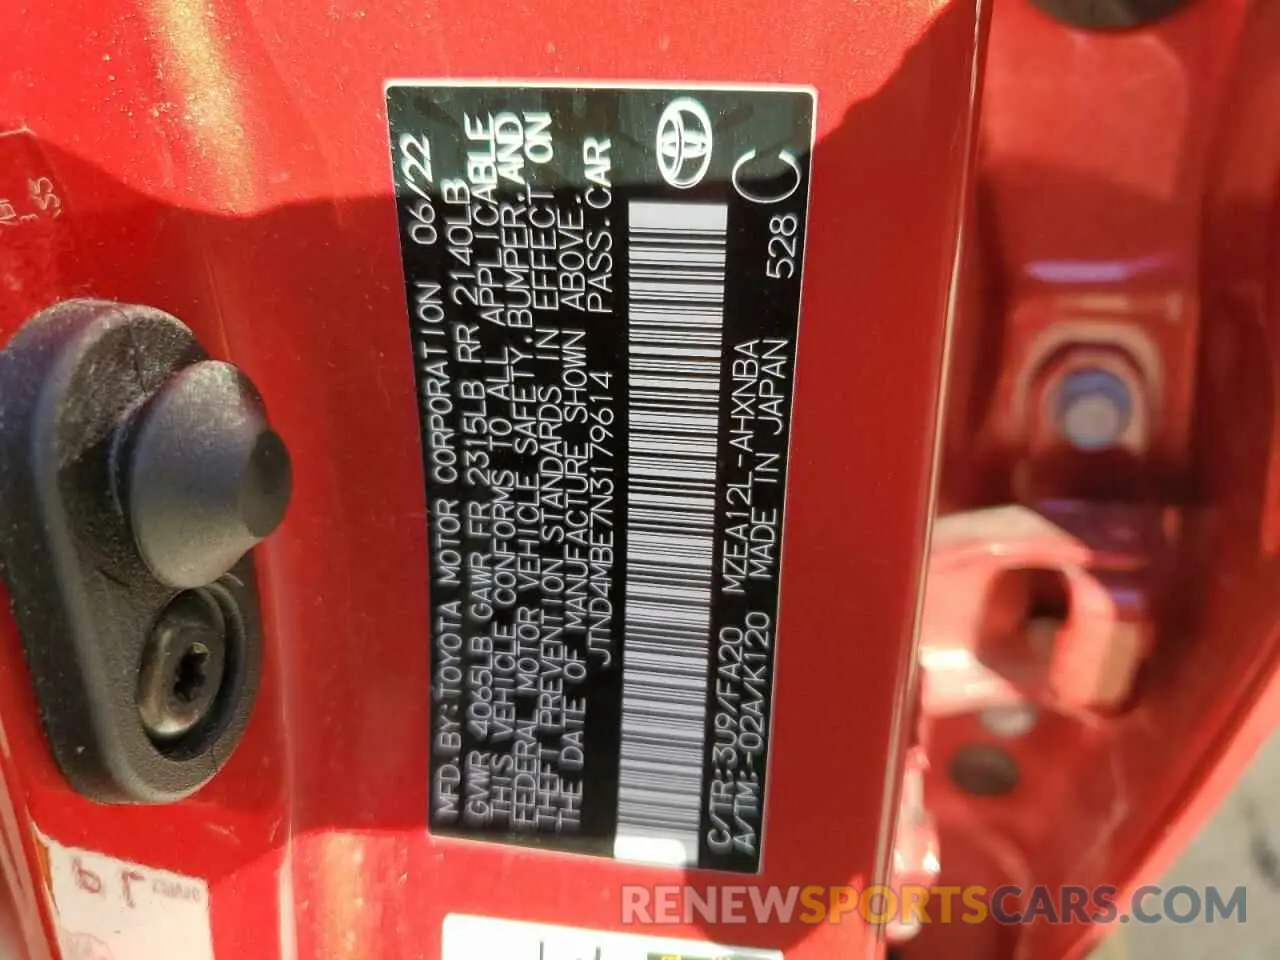 MFD. BY: TOYOTA MOTOR CORPORATION 06/22
GVWR 4065LB GAWR FR 2315LB RR 2140LB
THIS VEHICLE CONFORMS TO ALL APPLICABLE
FEDERAL MOTOR VEHICLE SAFETY, BUMPER, AND
THEFT PREVENTION STANDARDS IN EFFECT ON
THE DATE OF MANUFACTURE SHOWN ABOVE.
JTND4MBE7N3179614 PASS. CAR
C/TR: 3U9/FA20 MZEA12L-AHXNBA
A/TM: -02A/K120 MADE IN JAPAN 528
C
RENEWSPORTSCARS.COM